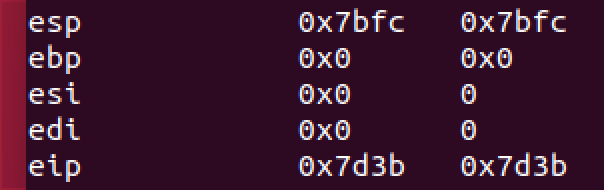 esp 0x7bfc 0x7bfc
ebp 0x0 0x0
esi 0x0 0
edi 0x0 0
eip 0x7d3b 0x7d3b